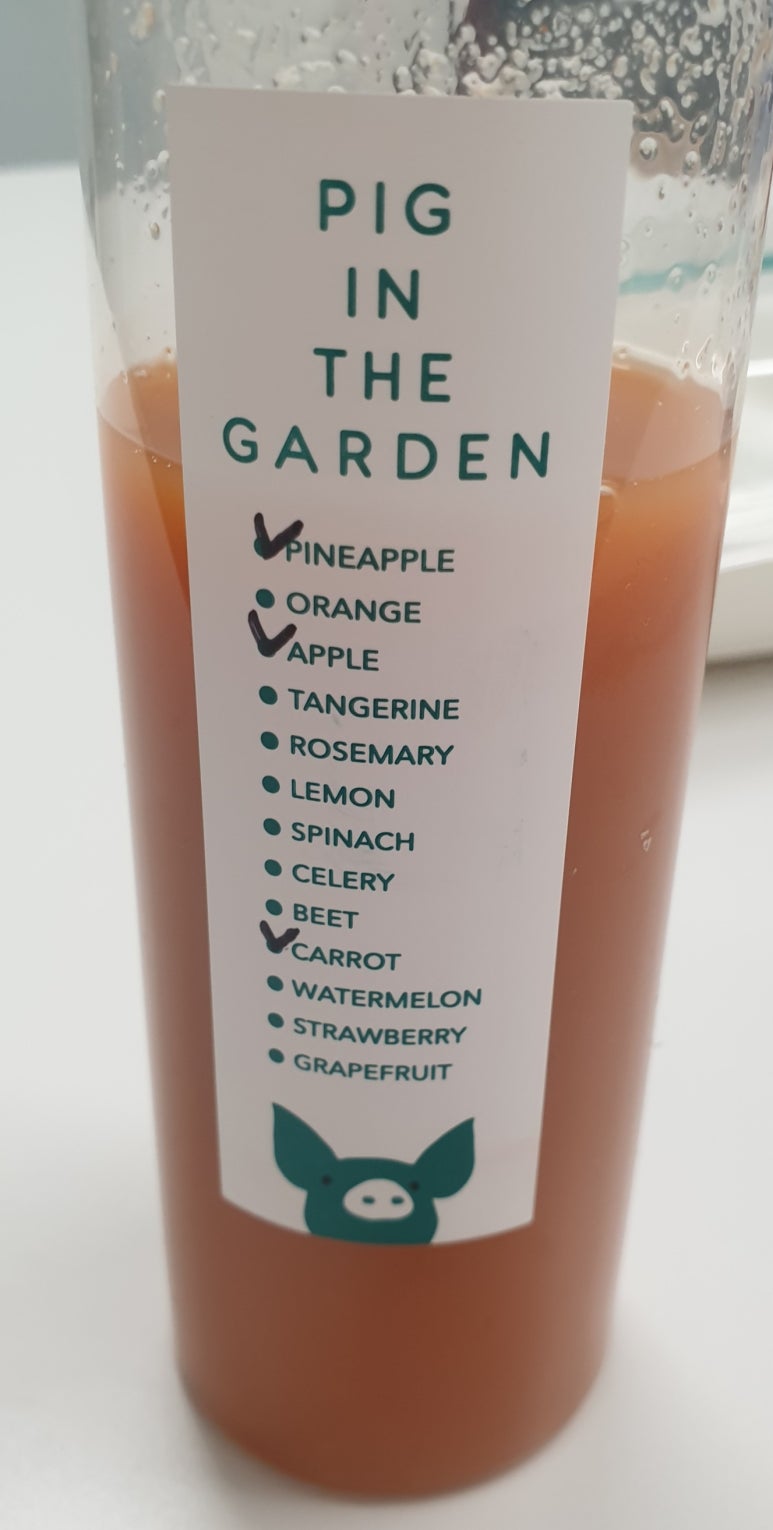 PIG
IN
THE
GARDEN
PINEAPPLE
ORANGE
APPLE
TANGERINE
ROSEMARY
LEMON
SPINACH
CELERY
BEET
CARROT
WATERMELON
STRAWBERRY
GRAPEFRUIT